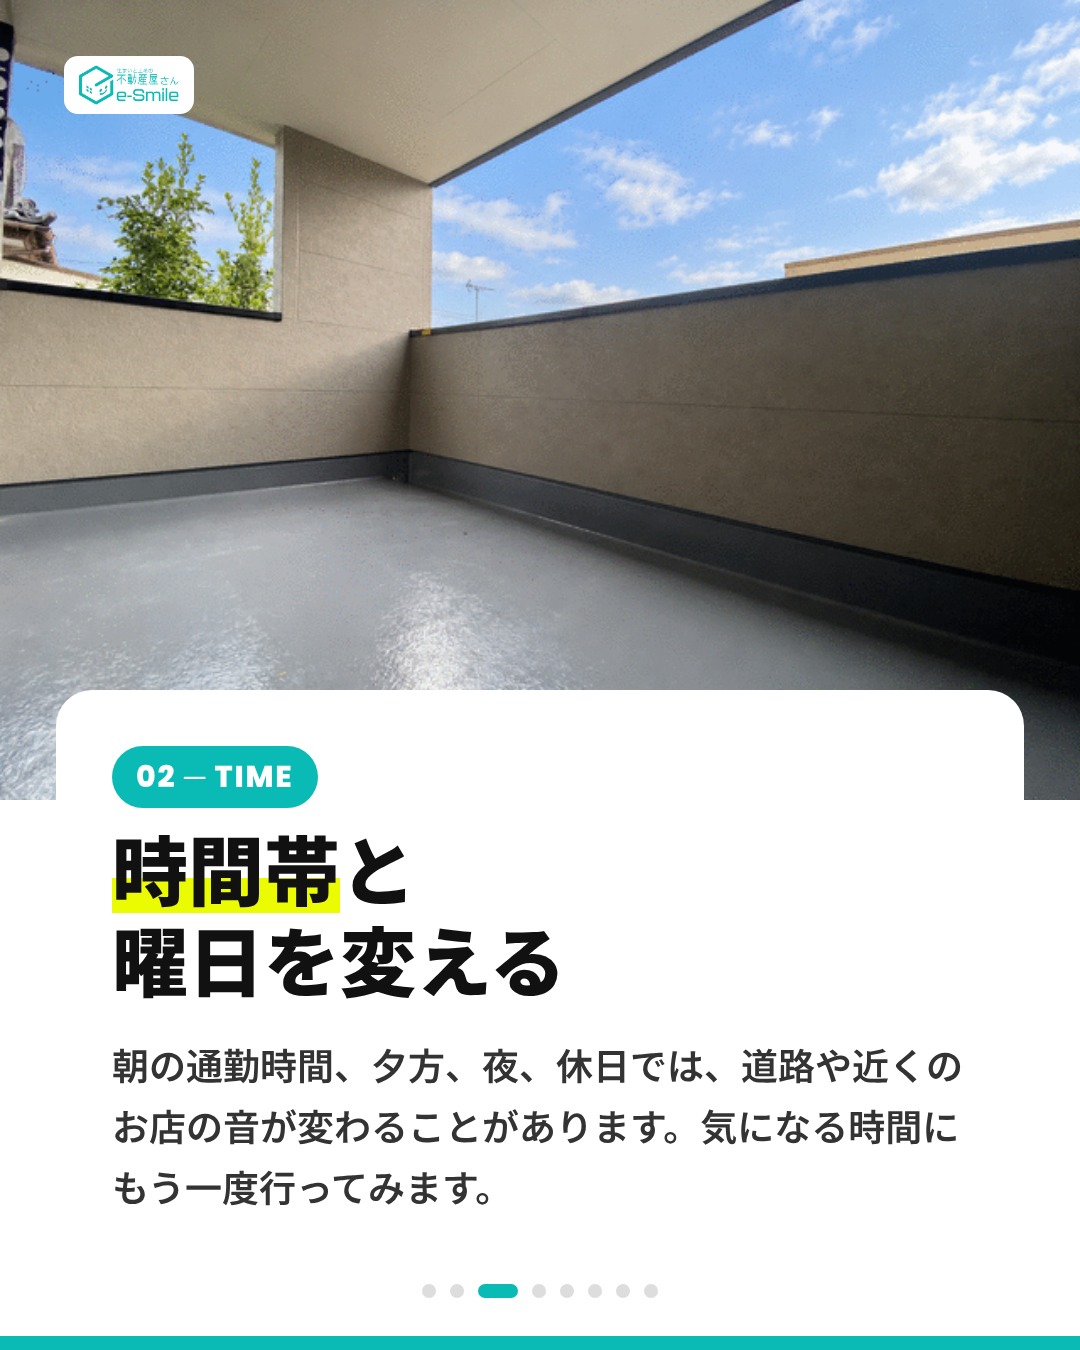 不動産屋さん
e-Smile
02 — TIME
時間帯と
曜日を変える
朝の通勤時間、夕方、夜、休日では、道路や近くの
お店の音が変わることがあります。気になる時間に
もう一度行ってみます。